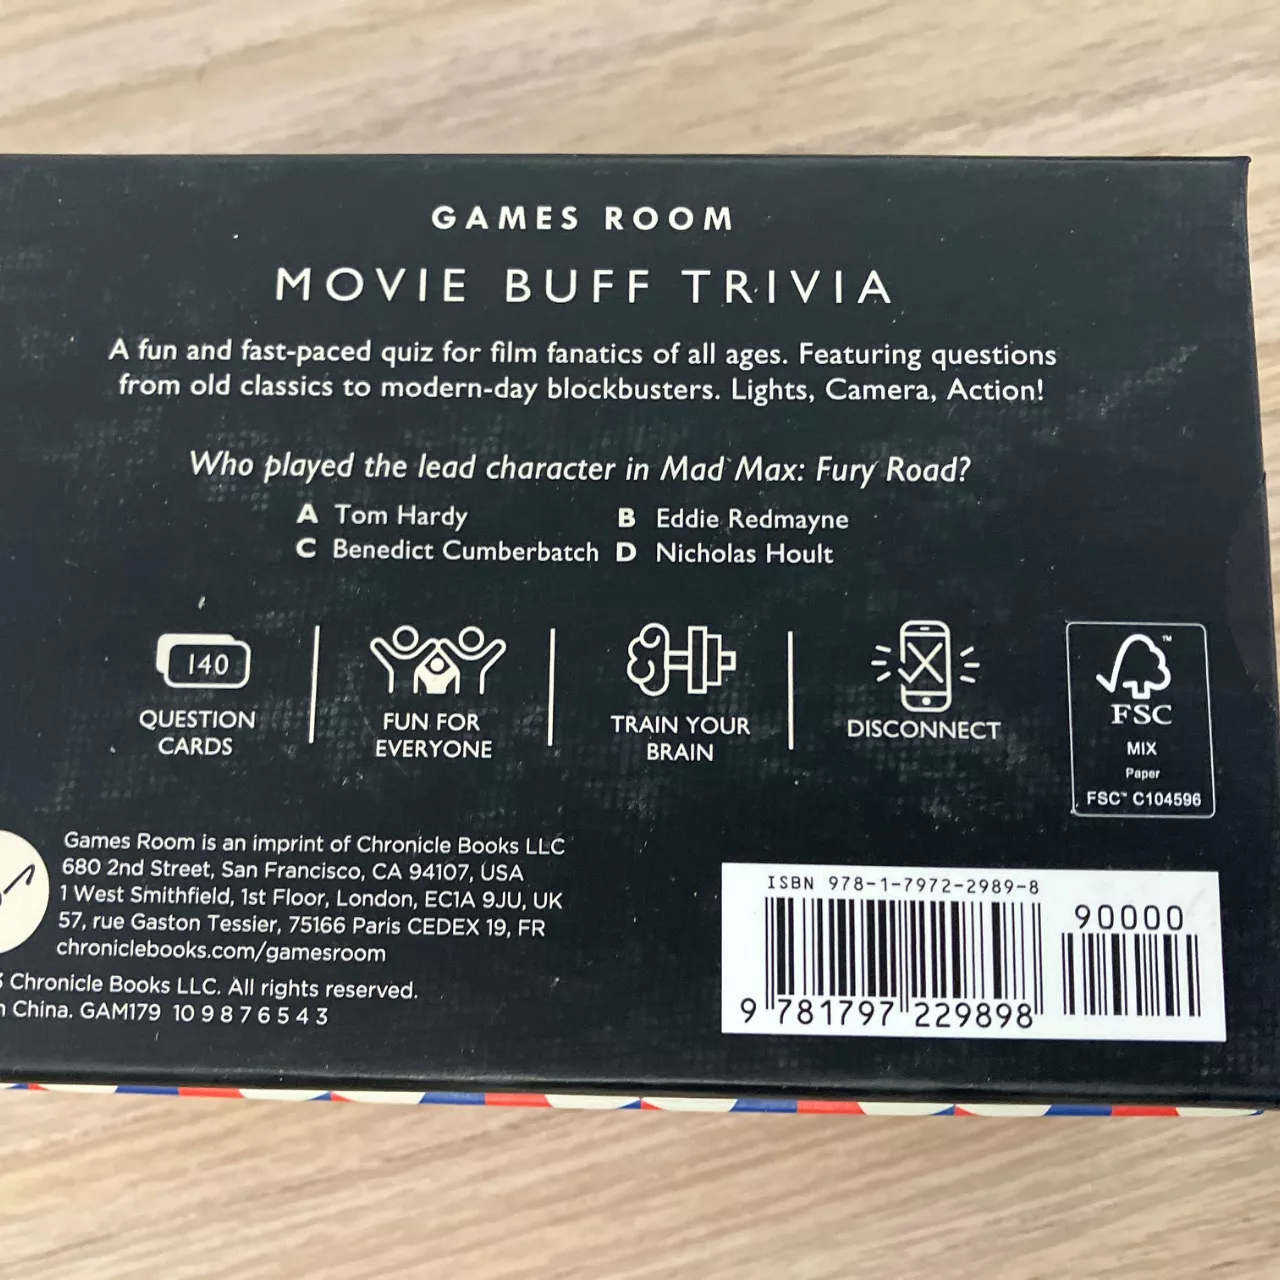 GAMES ROOM
MOVIE BUFF TRIVIA
A fun and fast-paced quiz for film fanatics of all ages. Featuring questions
from old classics to modern-day blockbusters. Lights, Camera, Action!
Who played the lead character in Mad Max: Fury Road?
A Tom Hardy B Eddie Redmayne
C Benedict Cumberbatch D Nicholas Hoult
140
QUESTION
CARDS
FUN FOR
EVERYONE
TRAIN YOUR
BRAIN
DISCONNECT
™
FSC
MIX
Paper
FSC™ C104596
Games Room is an imprint of Chronicle Books LLC
680 2nd Street, San Francisco, CA 94107, USA
1 West Smithfield, 1st Floor, London, EC1A 9JU, UK
57, rue Gaston Tessier, 75166 Paris CEDEX 19, FR
chroniclebooks.com/gamesroom
Chronicle Books LLC. All rights reserved.
China. GAM179 10 9 8 7 6 5 4 3
ISBN 978-1-7972-2989-8
90000
9 781797 229898